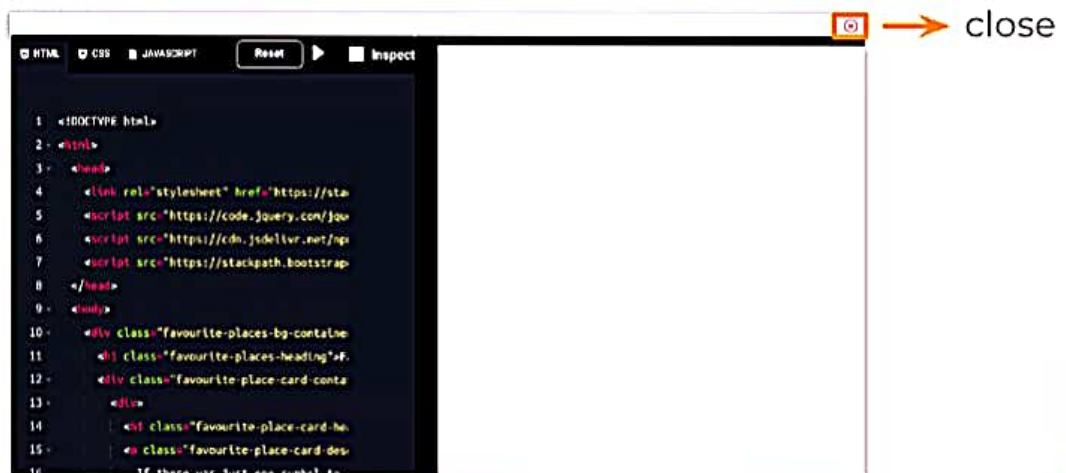 close
HTML CSS JAVASCRIPT Reset Inspect
1 <!DOCTYPE html>
2 <html>
3 <head>
4 <link rel="stylesheet" href="https://sta
5 <script src="https://code.jquery.com/jqu
6 <script src="https://cdn.jsdelivr.net/np
7 <script src="https://stackpath.bootstrap
8 </head>
9 <body>
10 <div class="favourite-places-bg-containe
11 <h1 class="favourite-places-heading">F
12 <div class="favourite-place-card-conta
13 <div>
14 <h1 class="favourite-place-card-he
15 <p class="favourite-place-card-des
16 If there was just one symbol to